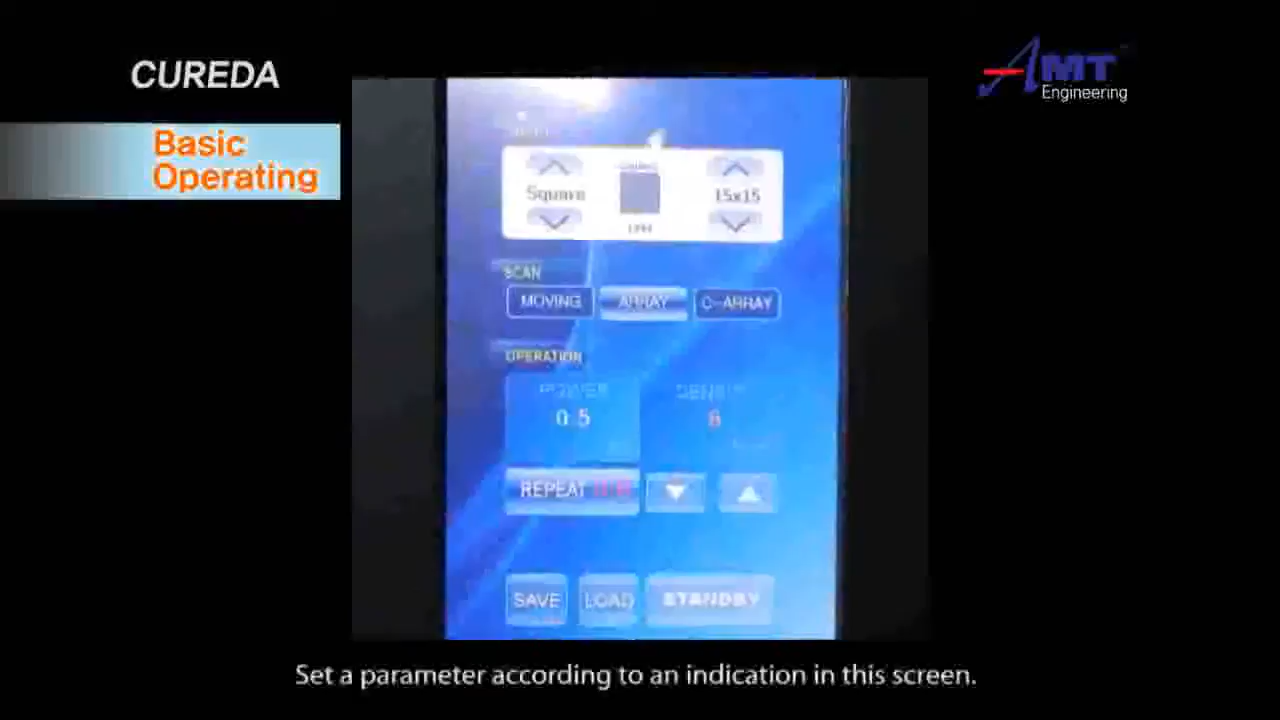 CUREDA
AMT
Engineering
Basic
Operating
Square
15x15
SCAN
MOVING
ARRAY
C-ARRAY
OPERATION
POWER
DENSITY
0.5
6
REPEAT
SAVE
LOAD
STANDBY
Set a parameter according to an indication in this screen.